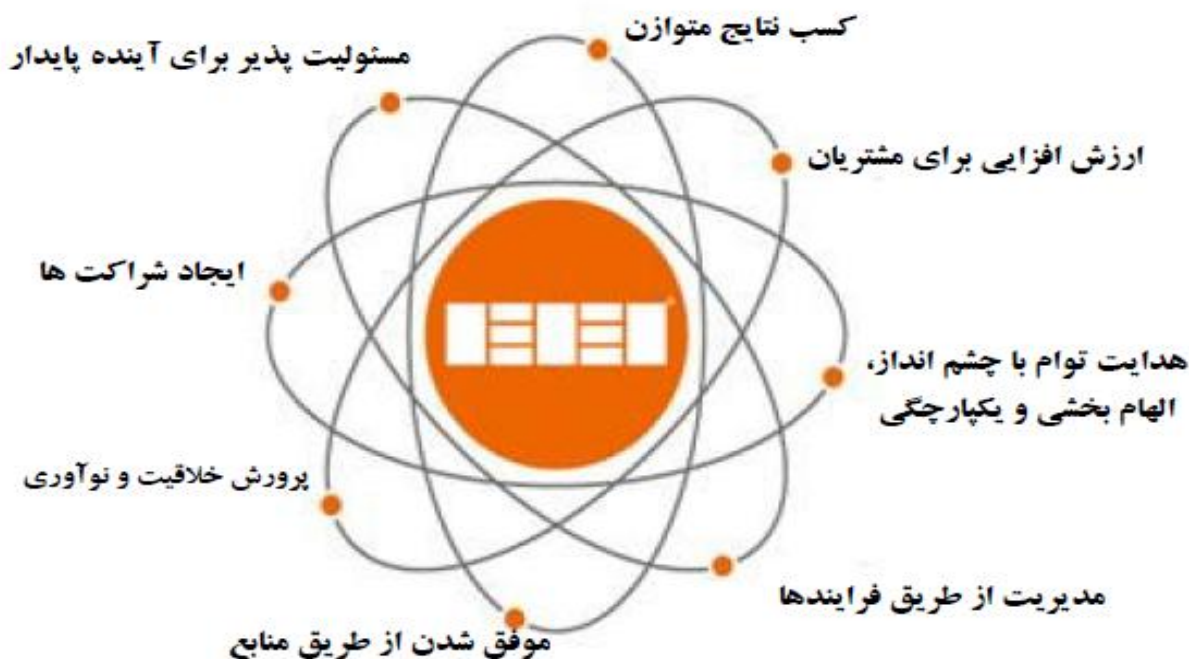 کسب نتایج متوازن
مسئولیت پذیر برای آینده پایدار
ارزش افزایی برای مشتریان
ایجاد شراکت ها
هدایت توام با چشم انداز،
الهام بخشی و یکپارچگی
پرورش خلاقیت و نوآوری
مدیریت از طریق فرایندها
موفق شدن از طریق منابع